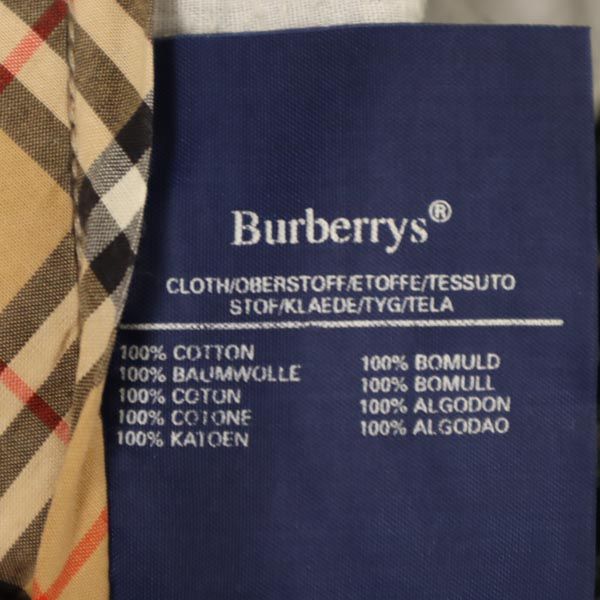 Burberrys®
CLOTH/OBERSTOFF/ETOFFE/TESSUTO
STOF/KLAEDE/TYG/TELA
100% COTTON
100% BAUMWOLLE
100% COTON
100% COTONE
100% KATOEN
100% BOMULD
100% BOMULL
100% ALGODON
100% ALGODAO